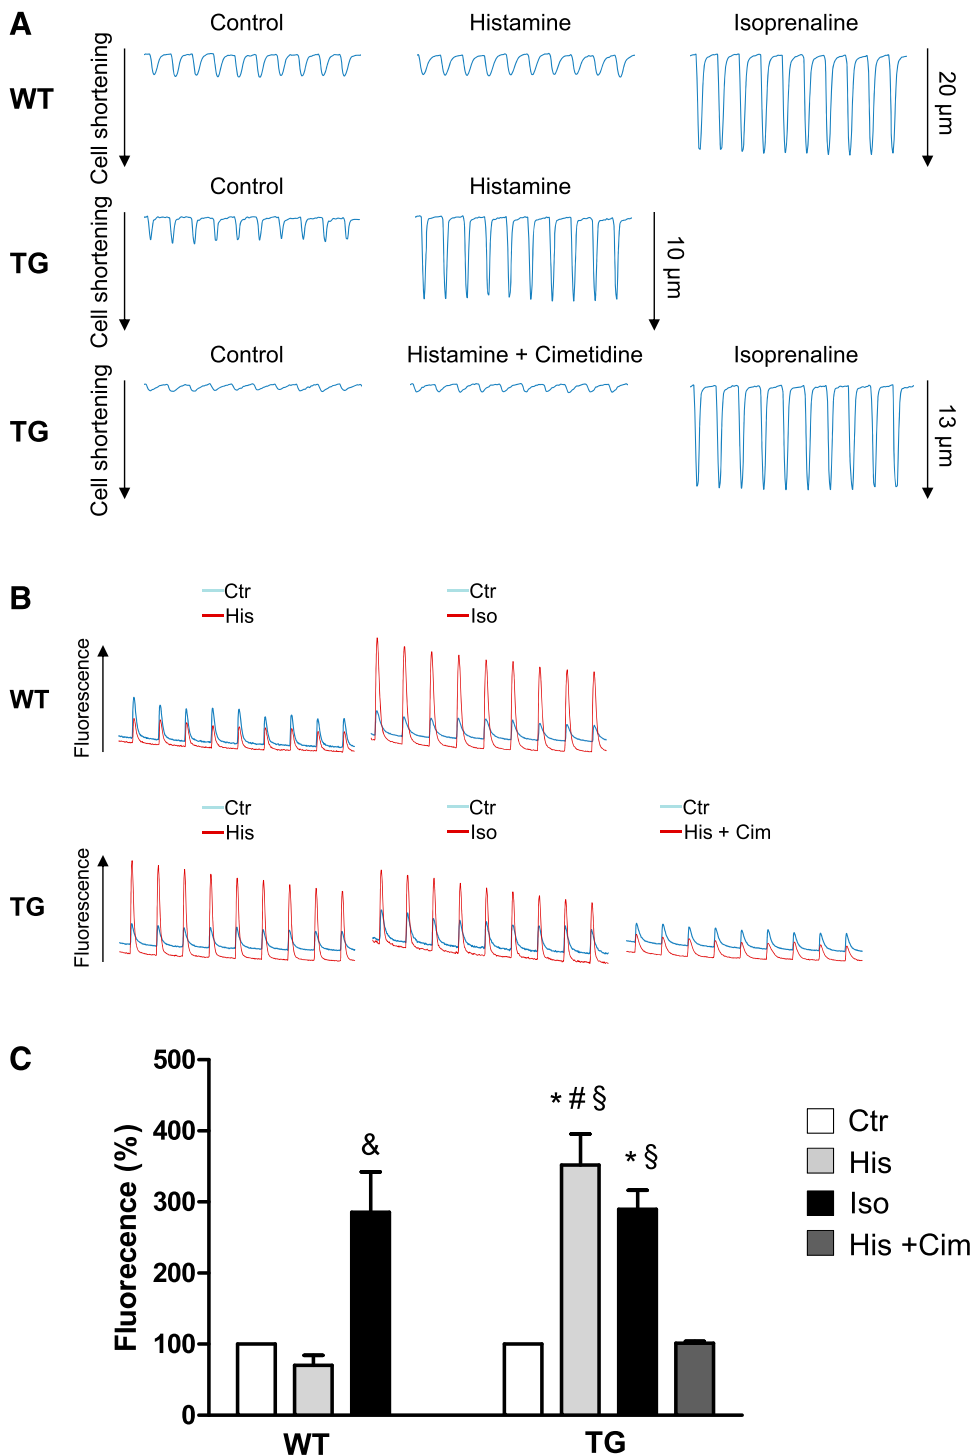 A
Control Histamine Isoprenaline
WT
Cell shortening
20 µm
Control Histamine
TG
Cell shortening
10 µm
Control Histamine + Cimetidine Isoprenaline
TG
Cell shortening
13 µm
B
Ctr Ctr
His Iso
WT
Fluorescence
Ctr Ctr Ctr
His Iso His + Cim
TG
Fluorescence
C
Fluorecence (%)
500
400
300
200
100
0
&
* # §
* §
WT TG
Ctr
His
Iso
His +Cim